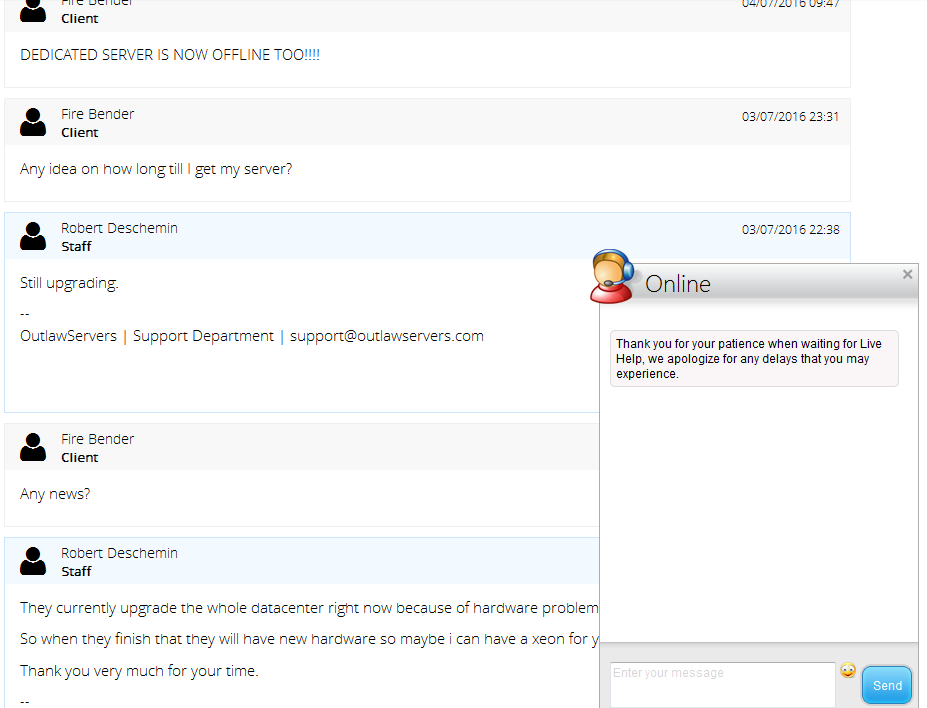 Fire Bender
04/07/2016 09:47
Client
DEDICATED SERVER IS NOW OFFLINE TOO!!!!
Fire Bender
03/07/2016 23:31
Client
Any idea on how long till I get my server?
Robert Deschemin
03/07/2016 22:38
Staff
Still upgrading.
--
OutlawServers | Support Department | support@outlawservers.com
Fire Bender
Client
Any news?
Robert Deschemin
Staff
They currently upgrade the whole datacenter right now because of hardware problem
So when they finish that they will have new hardware so maybe i can have a xeon for y
Thank you very much for your time.
--
Online
Thank you for your patience when waiting for Live
Help, we apologize for any delays that you may
experience.
Enter your message
Send